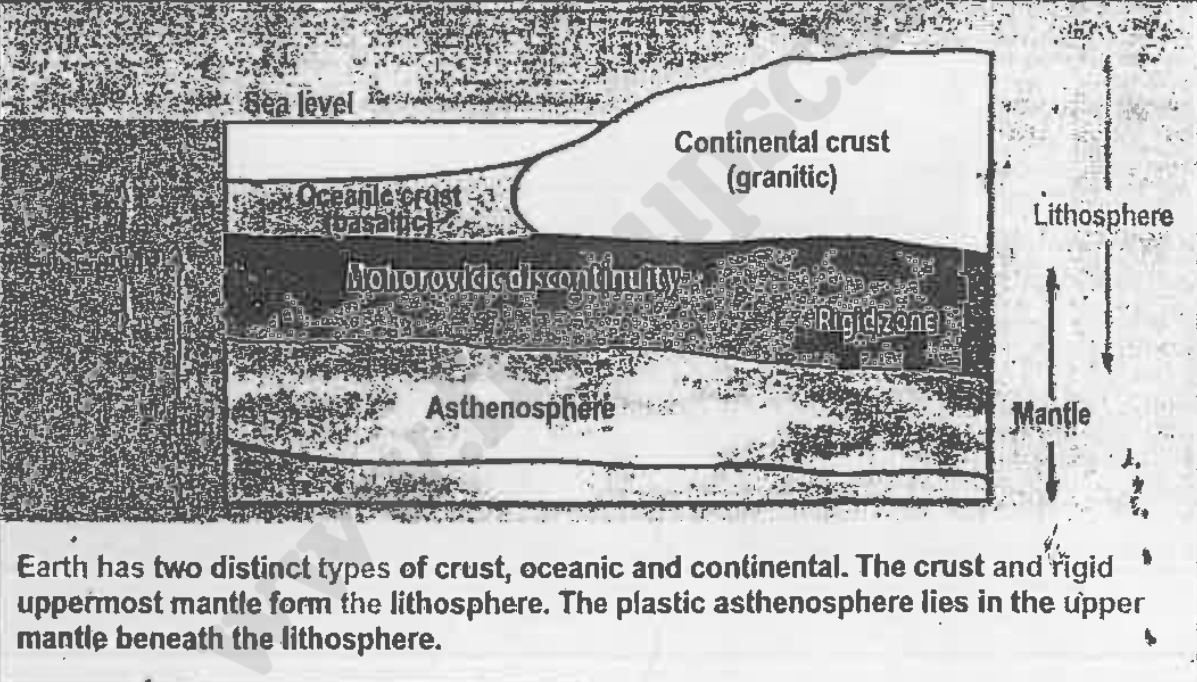 Sea level
Continental crust
(granitic)
Oceanic crust
(basaltic)
Lithosphere
Mohorovicic discontinuity
Rigid zone
Asthenosphere
Mantle
Earth has two distinct types of crust, oceanic and continental. The crust and rigid
uppermost mantle form the lithosphere. The plastic asthenosphere lies in the upper
mantle beneath the lithosphere.